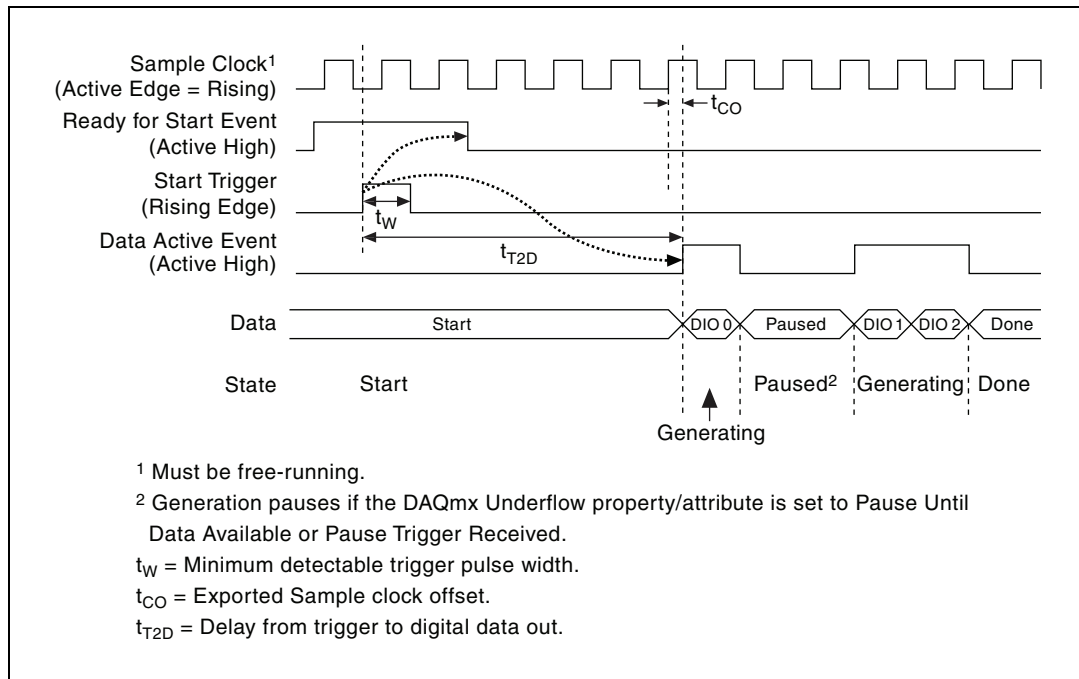 Sample Clock¹
(Active Edge = Rising)
tCO
Ready for Start Event
(Active High)
Start Trigger
(Rising Edge)
tW
Data Active Event
(Active High)
tT2D
Data
Start
DIO 0
Paused
DIO 1
DIO 2
Done
State
Start
Paused²
Generating
Done
Generating
¹ Must be free-running.
² Generation pauses if the DAQmx Underflow property/attribute is set to Pause Until
Data Available or Pause Trigger Received.
tW = Minimum detectable trigger pulse width.
tCO = Exported Sample clock offset.
tT2D = Delay from trigger to digital data out.